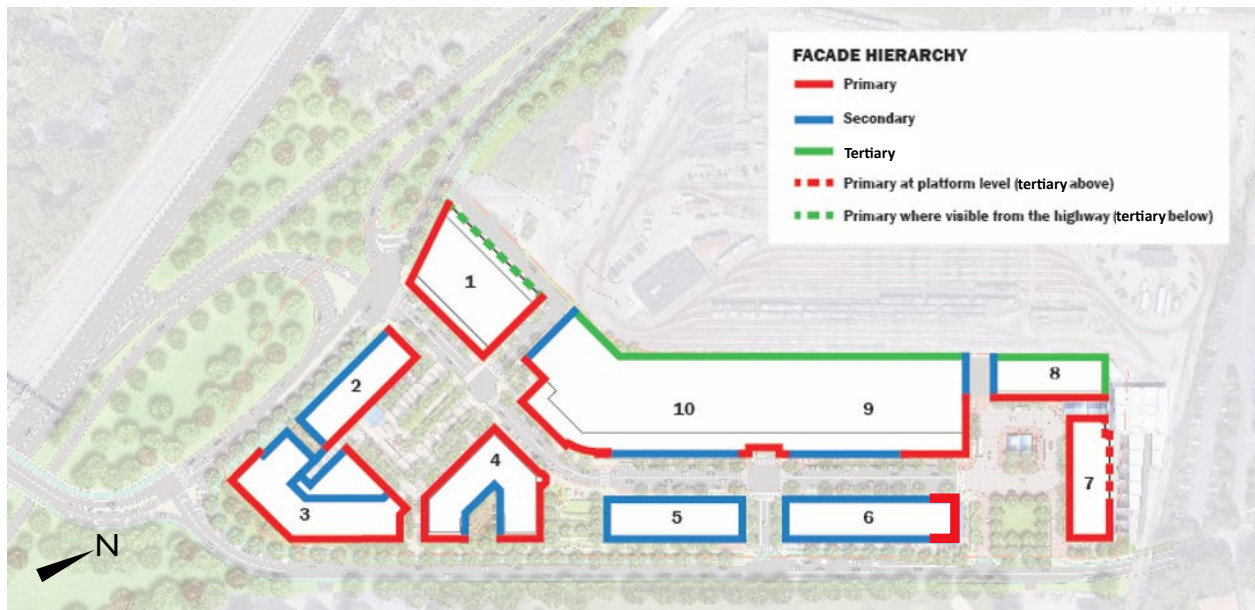 FACADE HIERARCHY
Primary
Secondary
Tertiary
Primary at platform level (tertiary above)
Primary where visible from the highway (tertiary below)
1
2
8
10
9
4
7
3
5
6
N